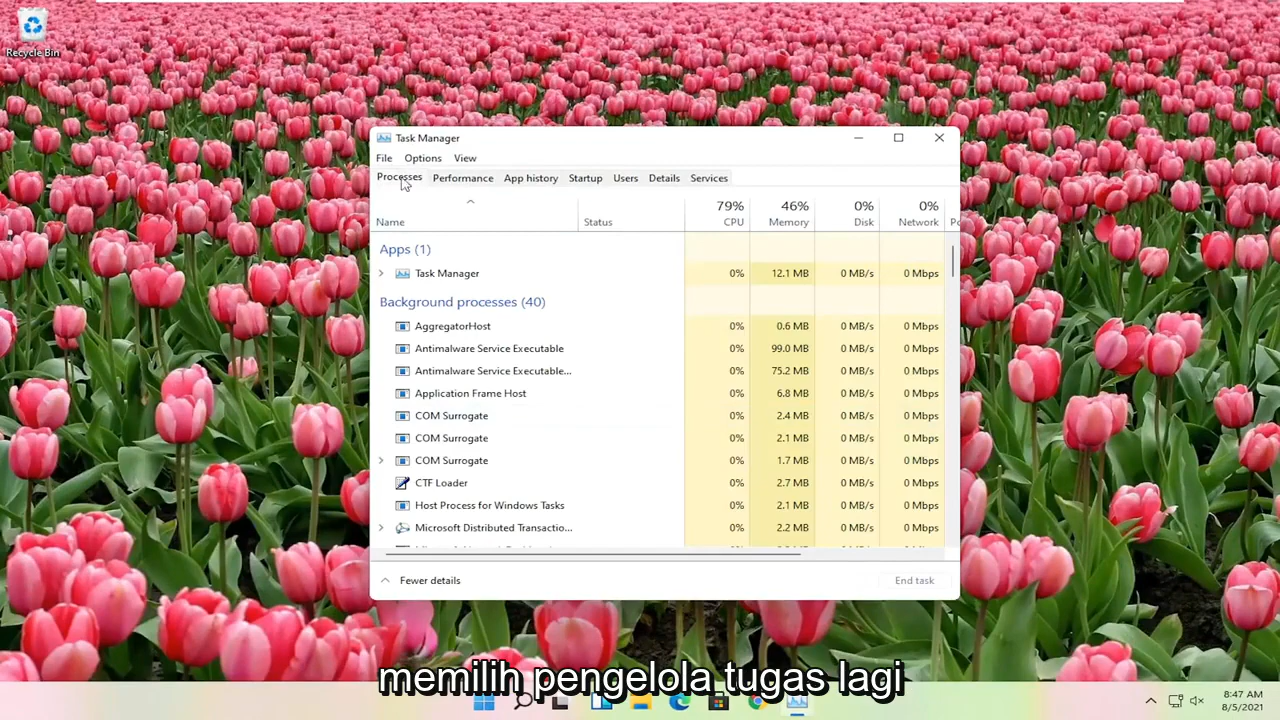 Recycle Bin
Task Manager
File Options View
Processes Performance App history Startup Users Details Services
79% 46% 0% 0%
Name Status CPU Memory Disk Network
Apps (1)
Task Manager 0% 12.1 MB 0 MB/s 0 Mbps
Background processes (40)
AggregatorHost 0% 0.6 MB 0 MB/s 0 Mbps
Antimalware Service Executable 0% 99.0 MB 0 MB/s 0 Mbps
Antimalware Service Executable... 0% 75.2 MB 0 MB/s 0 Mbps
Application Frame Host 0% 6.8 MB 0 MB/s 0 Mbps
COM Surrogate 0% 2.4 MB 0 MB/s 0 Mbps
COM Surrogate 0% 2.1 MB 0 MB/s 0 Mbps
COM Surrogate 0% 1.7 MB 0 MB/s 0 Mbps
CTF Loader 0% 2.7 MB 0 MB/s 0 Mbps
Host Process for Windows Tasks 0% 2.1 MB 0 MB/s 0 Mbps
Microsoft Distributed Transactio... 0% 2.2 MB 0 MB/s 0 Mbps
Fewer details End task
memilih pengelola tugas lagi
8:47 AM
8/5/2021